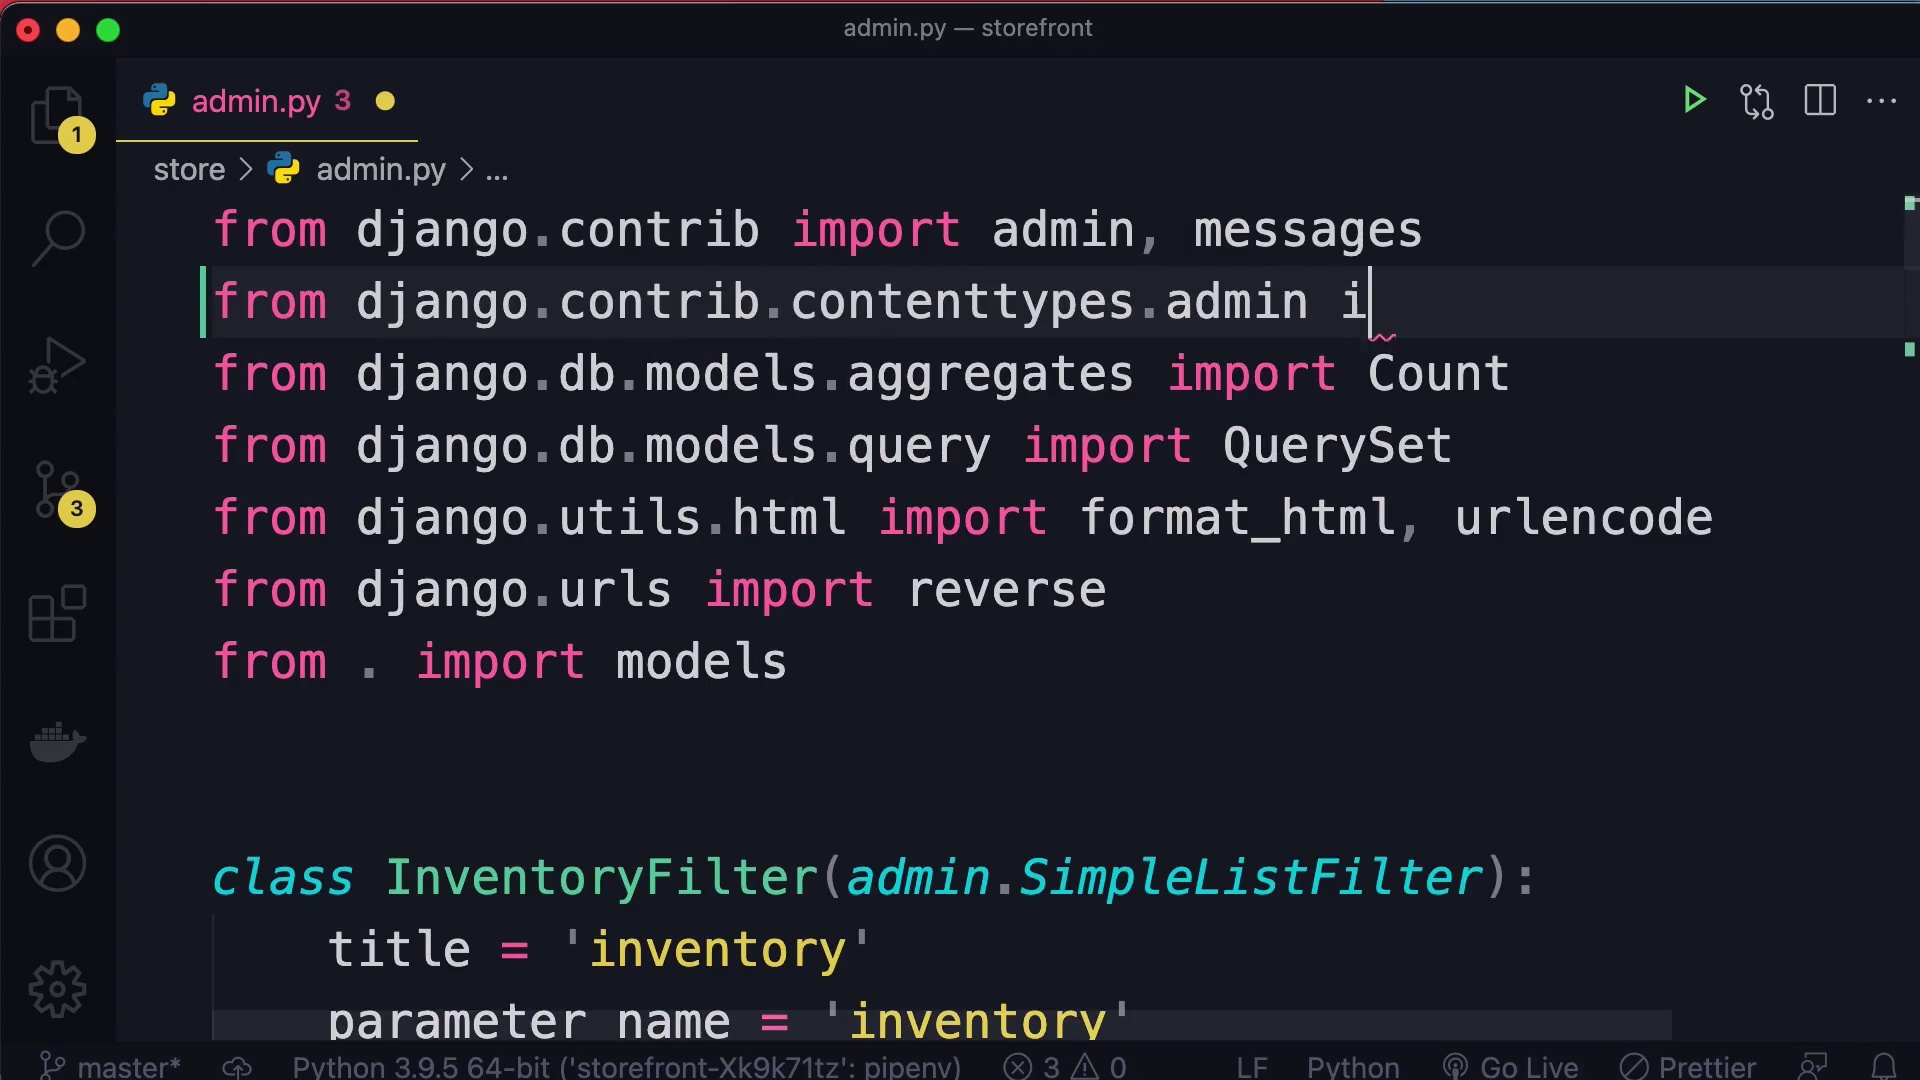 admin.py — storefront
admin.py 3
store > admin.py > ...
1
from django.contrib import admin, messages
from django.contrib.contenttypes.admin i
from django.db.models.aggregates import Count
from django.db.models.query import QuerySet
3
from django.utils.html import format_html, urlencode
from django.urls import reverse
from . import models
class InventoryFilter(admin.SimpleListFilter):
title = 'inventory'
parameter_name = 'inventory'
master* Python 3.9.5 64-bit ('storefront-Xk9k71tz': pipenv) 3 0 LF Python Go Live Prettier